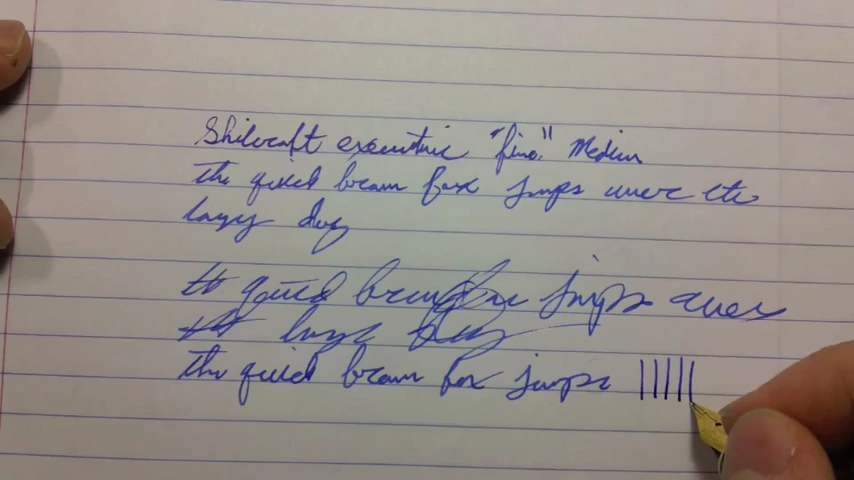 Shilvcraft executive "fine" Medium
the quick brown fox jumps over the
lazy dog
the quick brown fox jumps over
the lazy dog
the quick brown fox jumps |||||